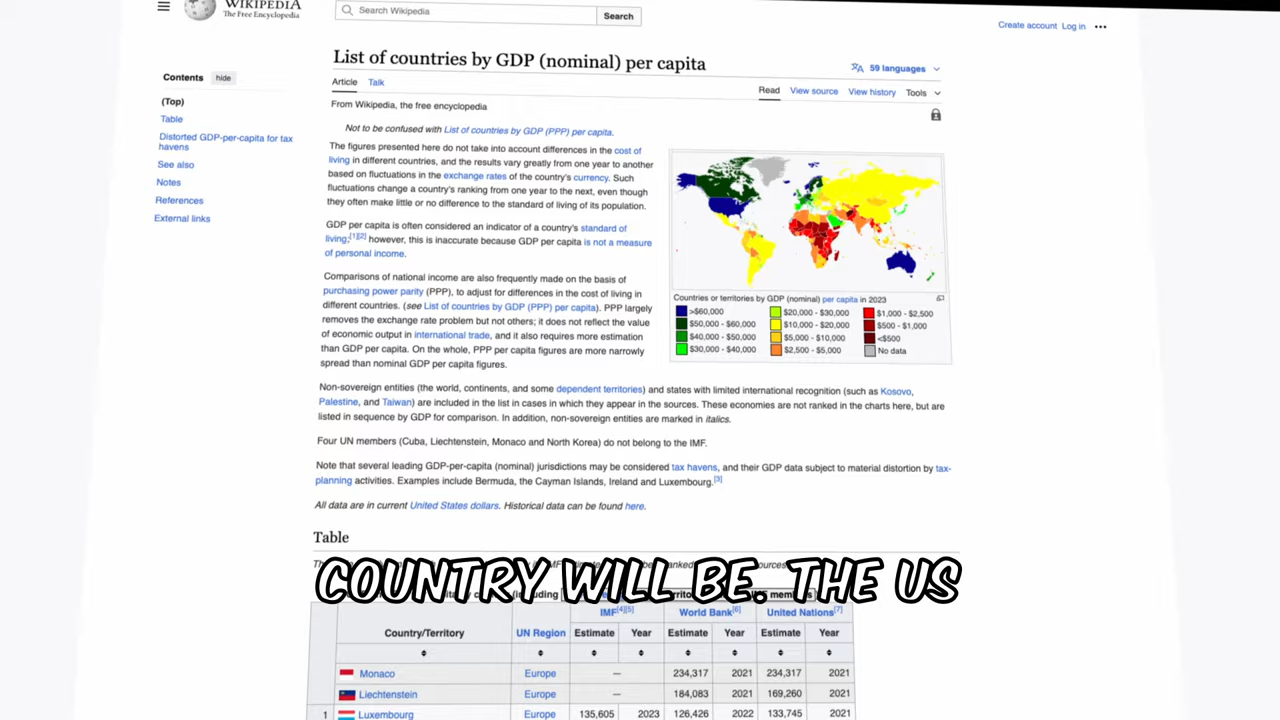 WIKIPEDIA
The Free Encyclopedia
Search Wikipedia
Search
Create account Log in
Contents hide
(Top)
Table
Distorted GDP-per-capita for tax
havens
See also
Notes
References
External links
List of countries by GDP (nominal) per capita
59 languages
Article Talk
Read View source View history Tools
From Wikipedia, the free encyclopedia
Not to be confused with List of countries by GDP (PPP) per capita.
The figures presented here do not take into account differences in the cost of
living in different countries, and the results vary greatly from one year to another
based on fluctuations in the exchange rates of the country's currency. Such
fluctuations change a country's ranking from one year to the next, even though
they often make little or no difference to the standard of living of its population.
GDP per capita is often considered an indicator of a country's standard of
living;[1][2] however, this is inaccurate because GDP per capita is not a measure
of personal income.
Comparisons of national income are also frequently made on the basis of
purchasing power parity (PPP), to adjust for differences in the cost of living in
different countries. (see List of countries by GDP (PPP) per capita). PPP largely
removes the exchange rate problem but not others; it does not reflect the value
of economic output in international trade, and it also requires more estimation
than GDP per capita. On the whole, PPP per capita figures are more narrowly
spread than nominal GDP per capita figures.
Countries or territories by GDP (nominal) per capita in 2023
>$60,000 $20,000 - $30,000 $1,000 - $2,500
$50,000 - $60,000 $10,000 - $20,000 $500 - $1,000
$40,000 - $50,000 $5,000 - $10,000 <$500
$30,000 - $40,000 $2,500 - $5,000 No data
Non-sovereign entities (the world, continents, and some dependent territories) and states with limited international recognition (such as Kosovo,
Palestine, and Taiwan) are included in the list in cases in which they appear in the sources. These economies are not ranked in the charts here, but are
listed in sequence by GDP for comparison. In addition, non-sovereign entities are marked in italics.
Four UN members (Cuba, Liechtenstein, Monaco and North Korea) do not belong to the IMF.
Note that several leading GDP-per-capita (nominal) jurisdictions may be considered tax havens, and their GDP data subject to material distortion by tax-
planning activities. Examples include Bermuda, the Cayman Islands, Ireland and Luxembourg.[3]
All data are in current United States dollars. Historical data can be found here.
Table
COUNTRY WILL BE. THE US
IMF[4][5] World Bank[6] United Nations[7]
Country/Territory UN Region Estimate Year Estimate Year Estimate Year
Monaco Europe — 234,317 2021 234,317 2021
Liechtenstein Europe — 184,083 2021 169,260 2021
1 Luxembourg Europe 135,605 2023 126,426 2022 133,745 2021